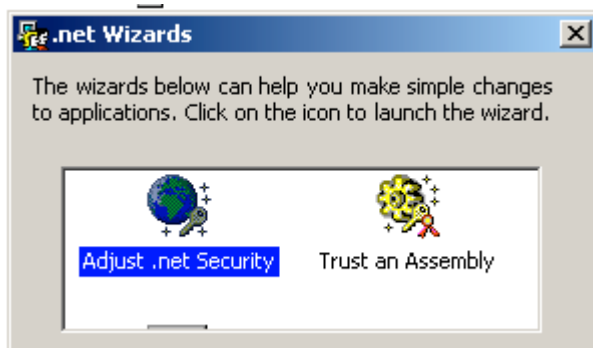 .net Wizards
The wizards below can help you make simple changes
to applications. Click on the icon to launch the wizard.
Adjust .net Security
Trust an Assembly